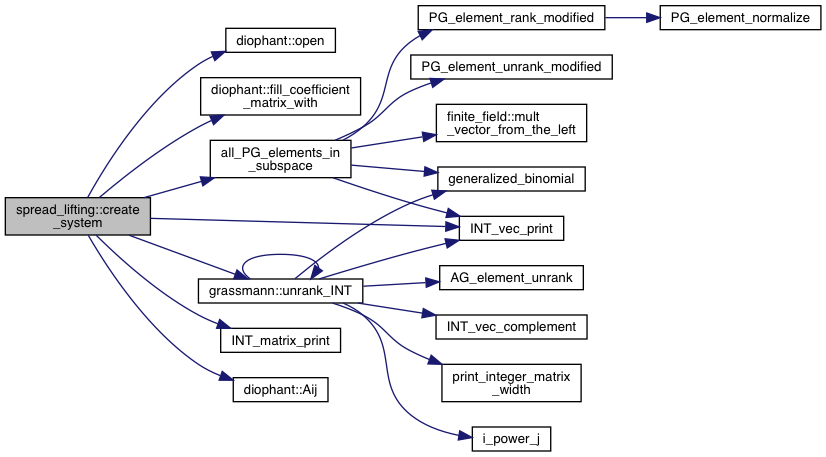 spread_lifting::create
_system
diophant::open
diophant::fill_coefficient
_matrix_with
all_PG_elements_in
_subspace
grassmann::unrank_INT
INT_matrix_print
diophant::Aij
PG_element_rank_modified
PG_element_unrank_modified
finite_field::mult
_vector_from_the_left
generalized_binomial
INT_vec_print
AG_element_unrank
INT_vec_complement
print_integer_matrix
_width
i_power_j
PG_element_normalize